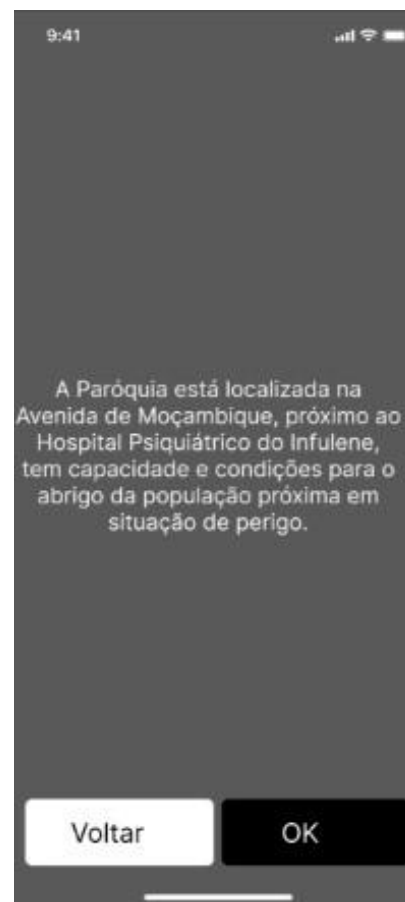 9:41
A Paróquia está localizada na
Avenida de Moçambique, próximo ao
Hospital Psiquiátrico do Infulene,
tem capacidade e condições para o
abrigo da população próxima em
situação de perigo.
Voltar
OK